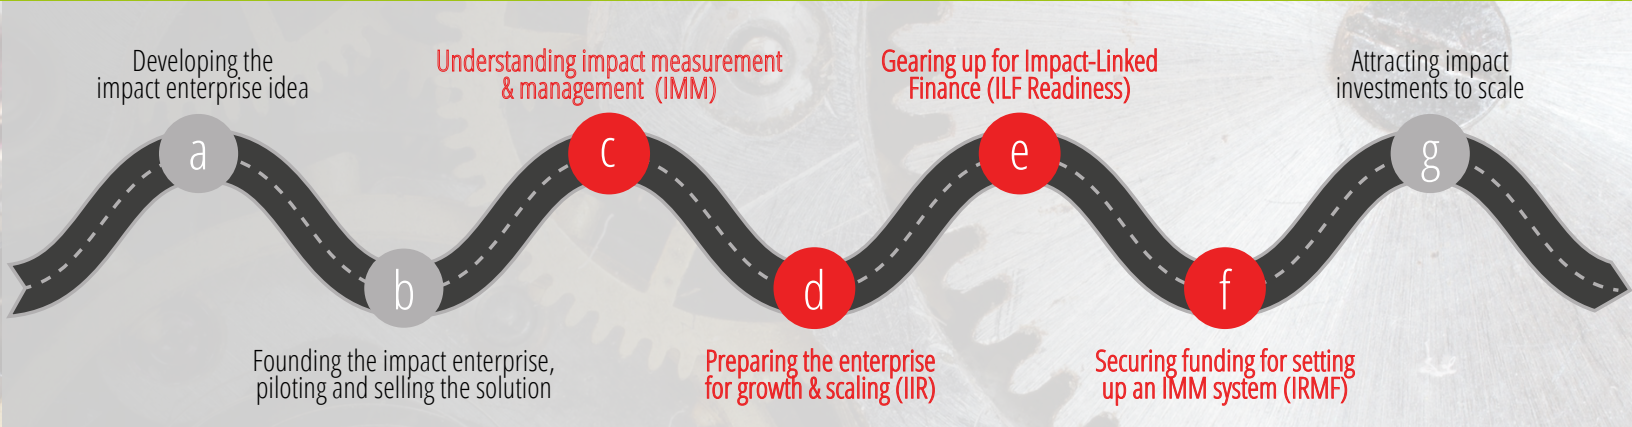 Developing the
impact enterprise idea
a
Founding the impact enterprise,
piloting and selling the solution
b
Understanding impact measurement
& management (IMM)
c
Preparing the enterprise
for growth & scaling (IIR)
d
Gearing up for Impact-Linked
Finance (ILF Readiness)
e
Securing funding for setting
up an IMM system (IRMF)
f
Attracting impact
investments to scale
g